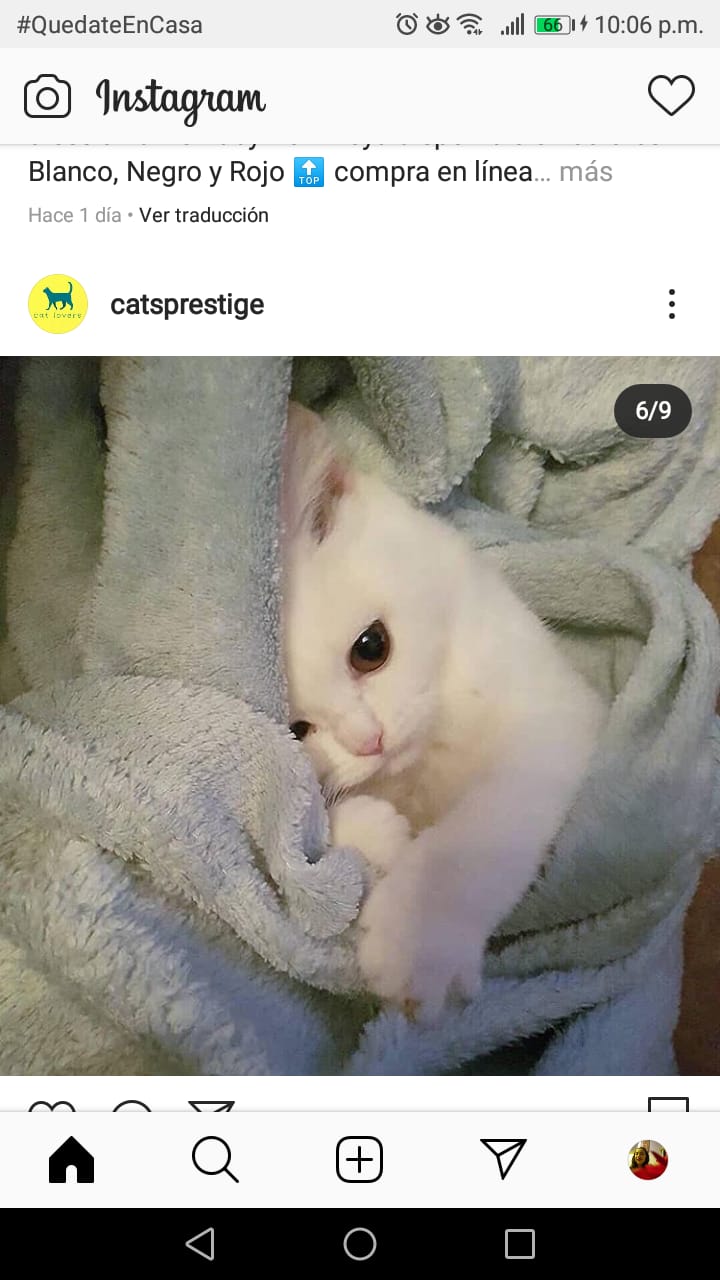 #QuedateEnCasa 66 10:06 p.m.
Instagram
Blanco, Negro y Rojo TOP compra en línea... más
Hace 1 día • Ver traducción
cat lovers
catsprestige
6/9